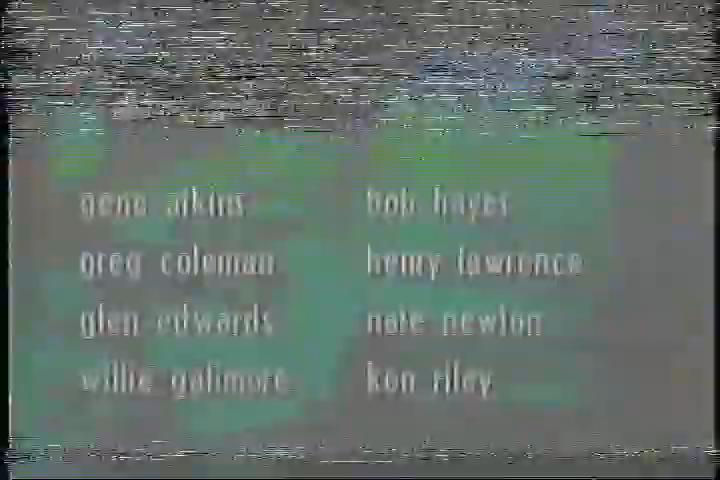 gene atkins
greg coleman
glen edwards
willie galimore
bob hayes
henry lawrence
nate newton
ken riley